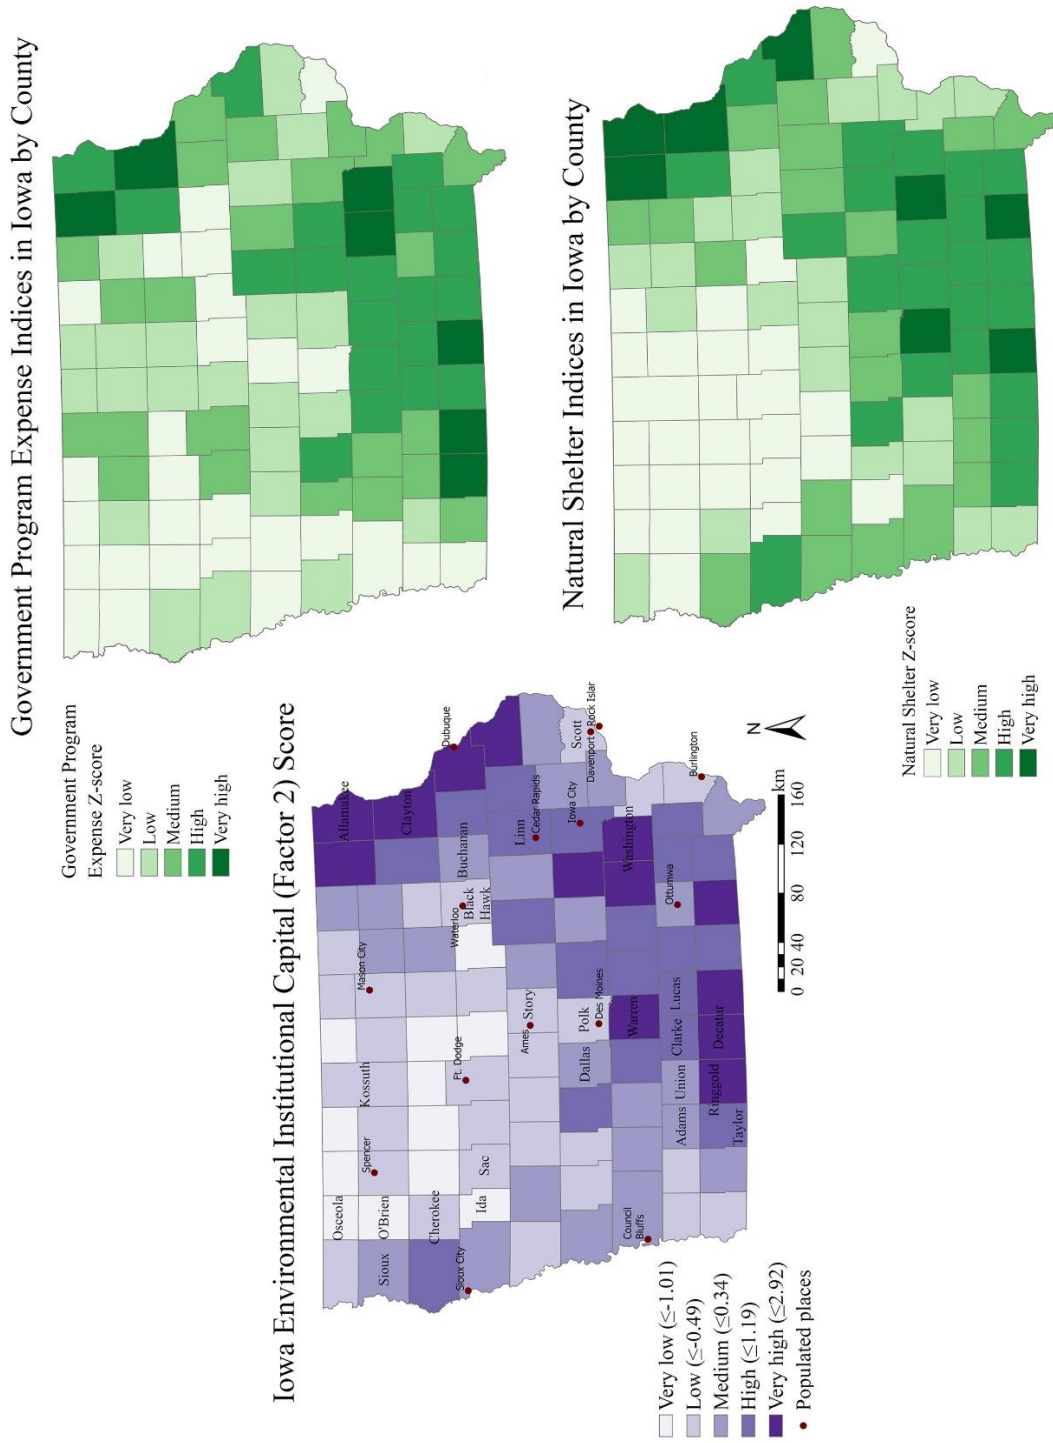 Iowa Environmental Institutional Capital (Factor 2) Score
Osceola
Sioux
O'Brien
Spencer
Kossuth
Mason City
Allamakee
Clayton
Cherokee
Sioux City
Ida
Sac
Ft. Dodge
Waterloo
Black
Hawk
Buchanan
Dubuque
Ames
Story
Linn
Cedar Rapids
Dallas
Polk
Des Moines
Iowa City
Scott
Davenport
Rock Islar
Council
Bluffs
Warren
Washington
Adams
Union
Clarke
Lucas
Ottumwa
Burlington
Taylor
Ringgold
Decatur
Very low (≤-1.01)
Low (≤-0.49)
Medium (≤0.34)
High (≤1.19)
Very high (≤2.92)
Populated places
0 20 40 80 120 160
km
N
Government Program Expense Indices in Iowa by County
Government Program
Expense Z-score
Very low
Low
Medium
High
Very high
Natural Shelter Indices in Iowa by County
Natural Shelter Z-score
Very low
Low
Medium
High
Very high